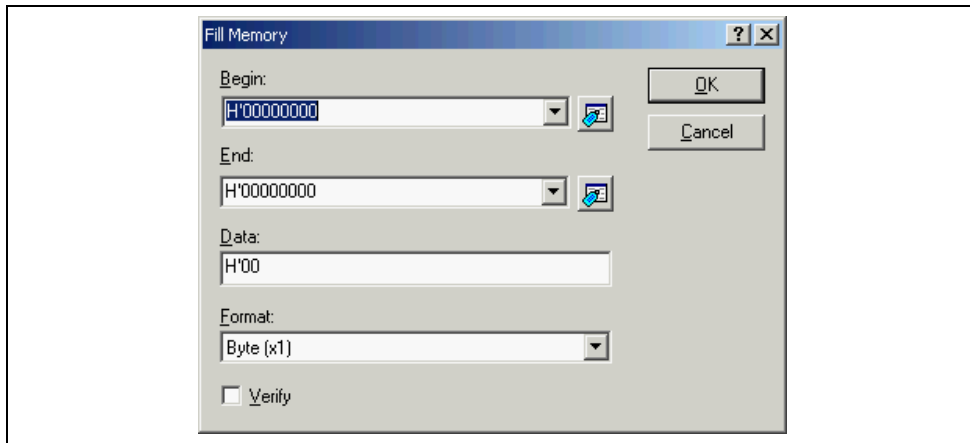 Fill Memory
Begin:
H'00000000
OK
Cancel
End:
H'00000000
Data:
H'00
Format:
Byte (x1)
Verify